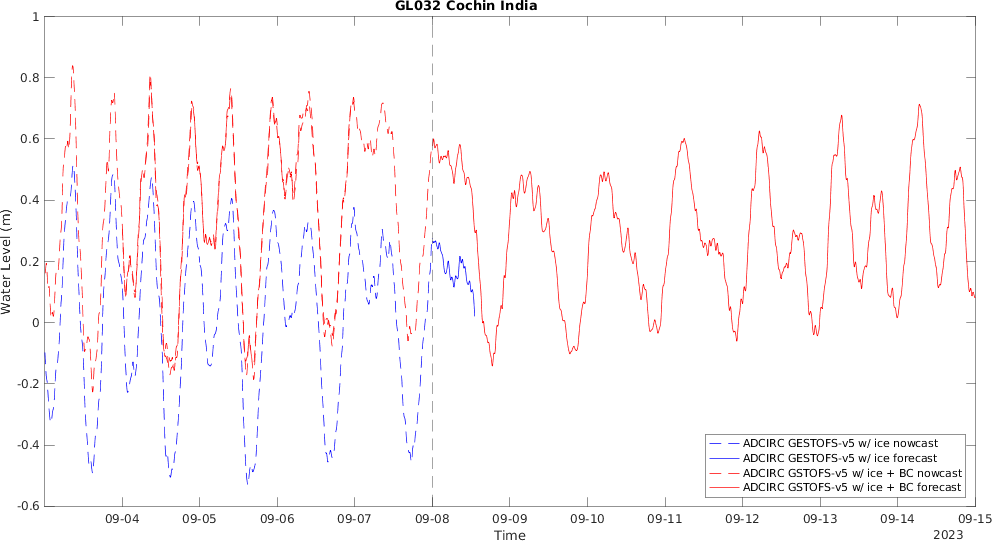 GL032 Cochin India
1
0.8
0.6
0.4
0.2
0
-0.2
-0.4
-0.6
Water Level (m)
09-04 09-05 09-06 09-07 09-08 09-09 09-10 09-11 09-12 09-13 09-14 09-15
Time
2023
ADCIRC GESTOFS-v5 w/ ice nowcast
ADCIRC GESTOFS-v5 w/ ice forecast
ADCIRC GSTOFS-v5 w/ ice + BC nowcast
ADCIRC GSTOFS-v5 w/ ice + BC forecast